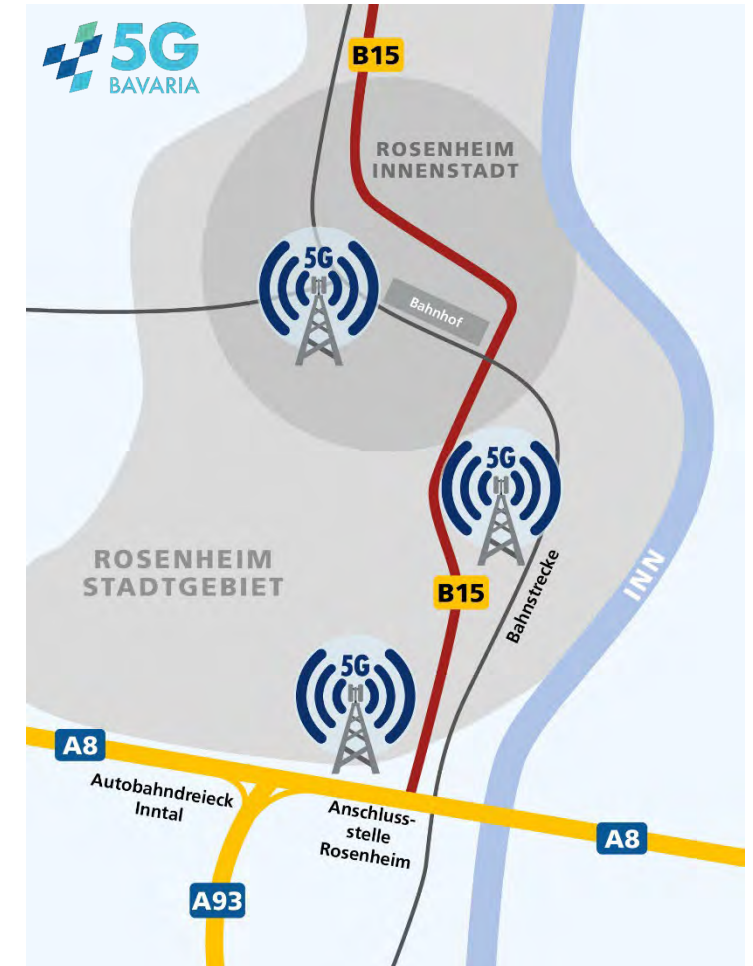 5G
BAVARIA
B15
ROSENHEIM
INNENSTADT
5G
Bahnhof
5G
ROSENHEIM
STADTGEBIET
B15
Bahnstrecke
INN
5G
A8
Autobahndreieck
Inntal
Anschluss-
stelle
Rosenheim
A8
A93